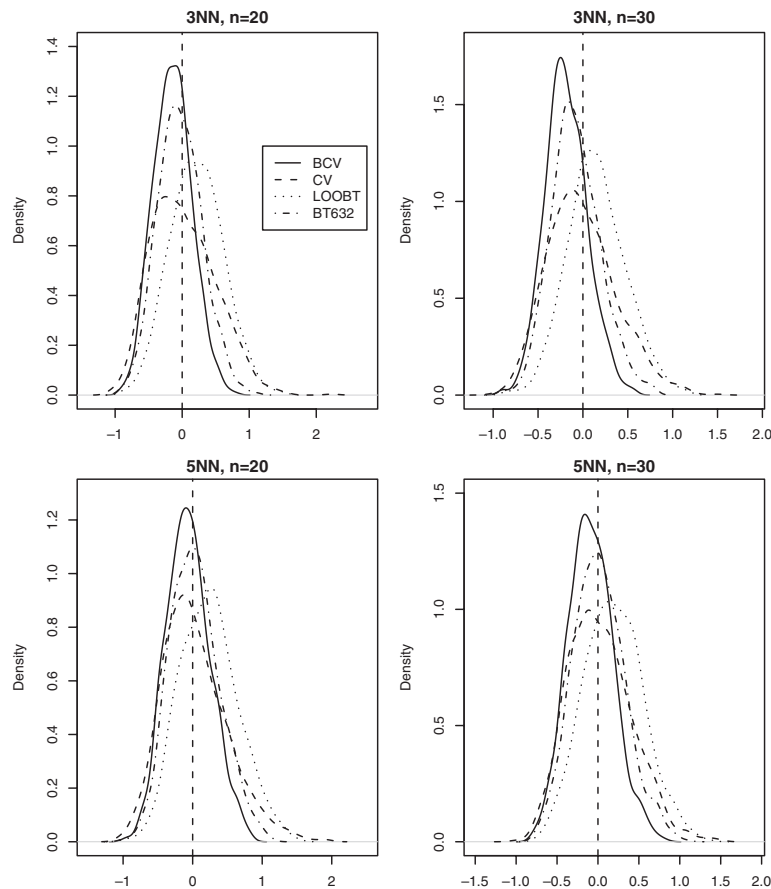 3NN, n=20
Density
0.0 0.2 0.4 0.6 0.8 1.0 1.2 1.4
−1 0 1 2
BCV
CV
LOOBT
BT632
3NN, n=30
Density
0.0 0.5 1.0 1.5
−1.0 −0.5 0.0 0.5 1.0 1.5 2.0
5NN, n=20
Density
0.0 0.2 0.4 0.6 0.8 1.0 1.2
−1 0 1 2
5NN, n=30
Density
0.0 0.5 1.0 1.5
−1.5 −1.0 −0.5 0.0 0.5 1.0 1.5 2.0